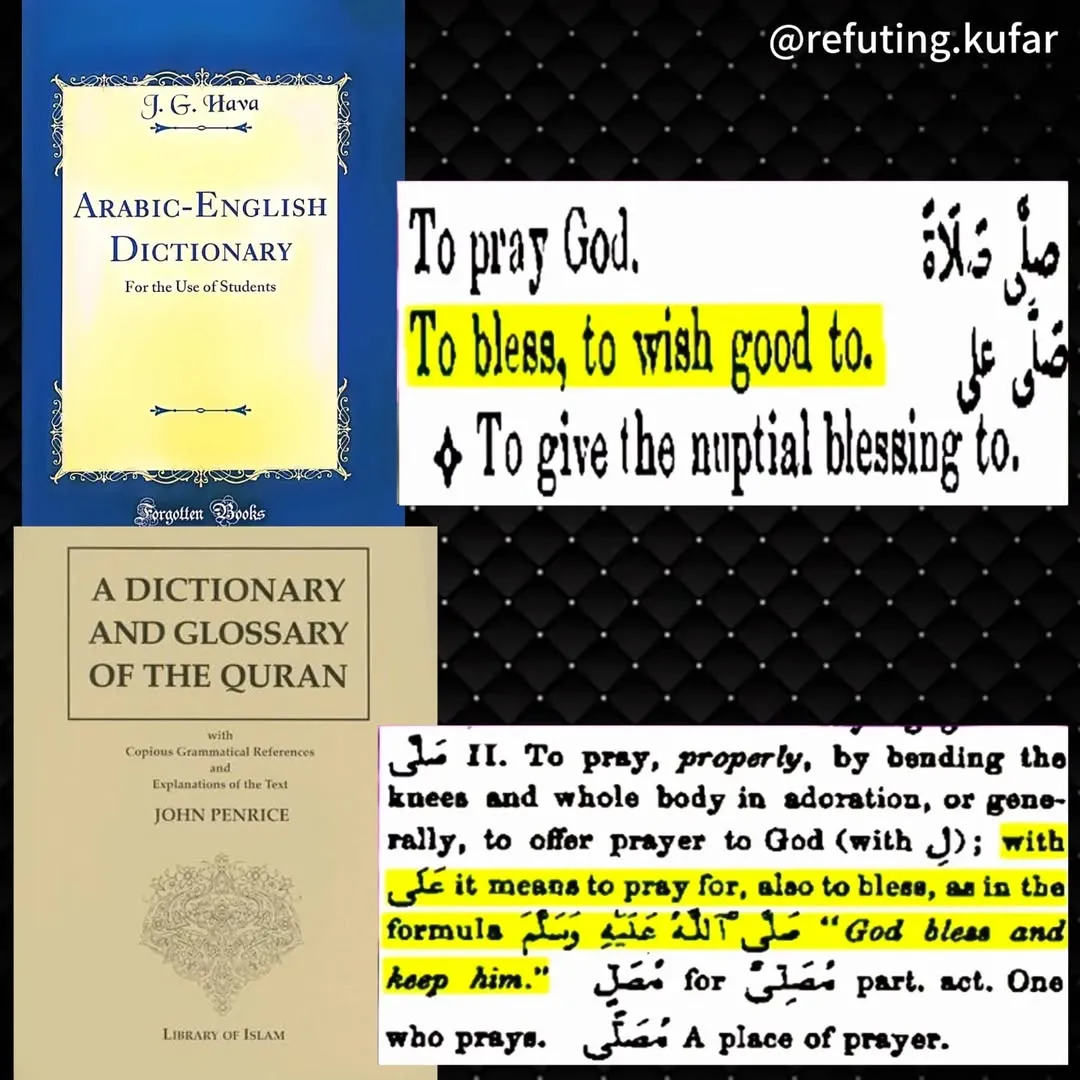 @refuting.kufar
J. G. Hava
ARABIC-ENGLISH
DICTIONARY
For the Use of Students
Forgotten Books
To pray God. صلَّى صَلَاةً
To bless, to wish good to. صَلَّى على
✧ To give the nuptial blessing to.
A DICTIONARY
AND GLOSSARY
OF THE QURAN
with
Copious Grammatical References
and
Explanations of the Text
JOHN PENRICE
LIBRARY OF ISLAM
صَلَّى II. To pray, properly, by bending the
knees and whole body in adoration, or gene-
rally, to offer prayer to God (with لِ); with
عَلَى it means to pray for, also to bless, as in the
formula صَلَّى ٱللّٰهُ عَلَيْهِ وَسَلَّمَ "God bless and
keep him." مُصَلٍّ for مُصَلِّىٌ part. act. One
who prays. مُصَلًّى A place of prayer.